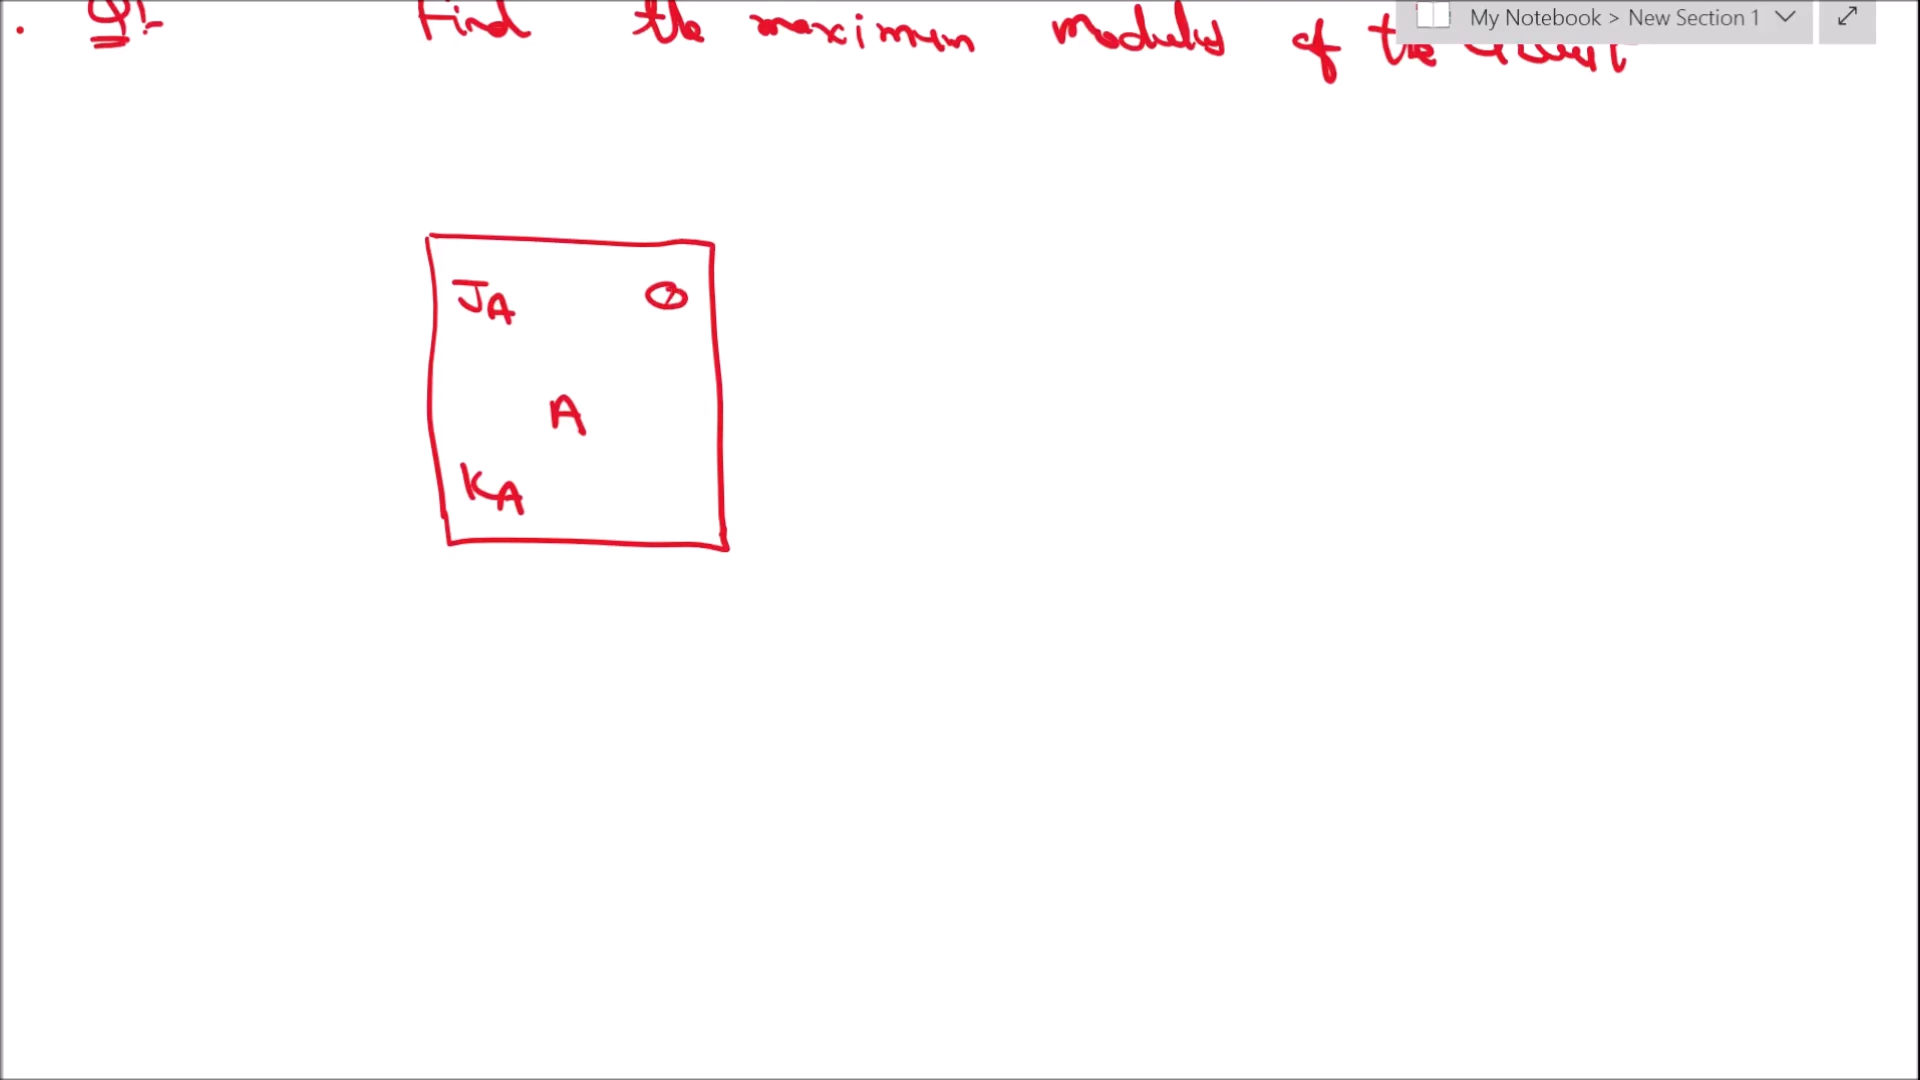 . Q:- Find the maximum modulus of the
My Notebook > New Section 1
JA
A
KA